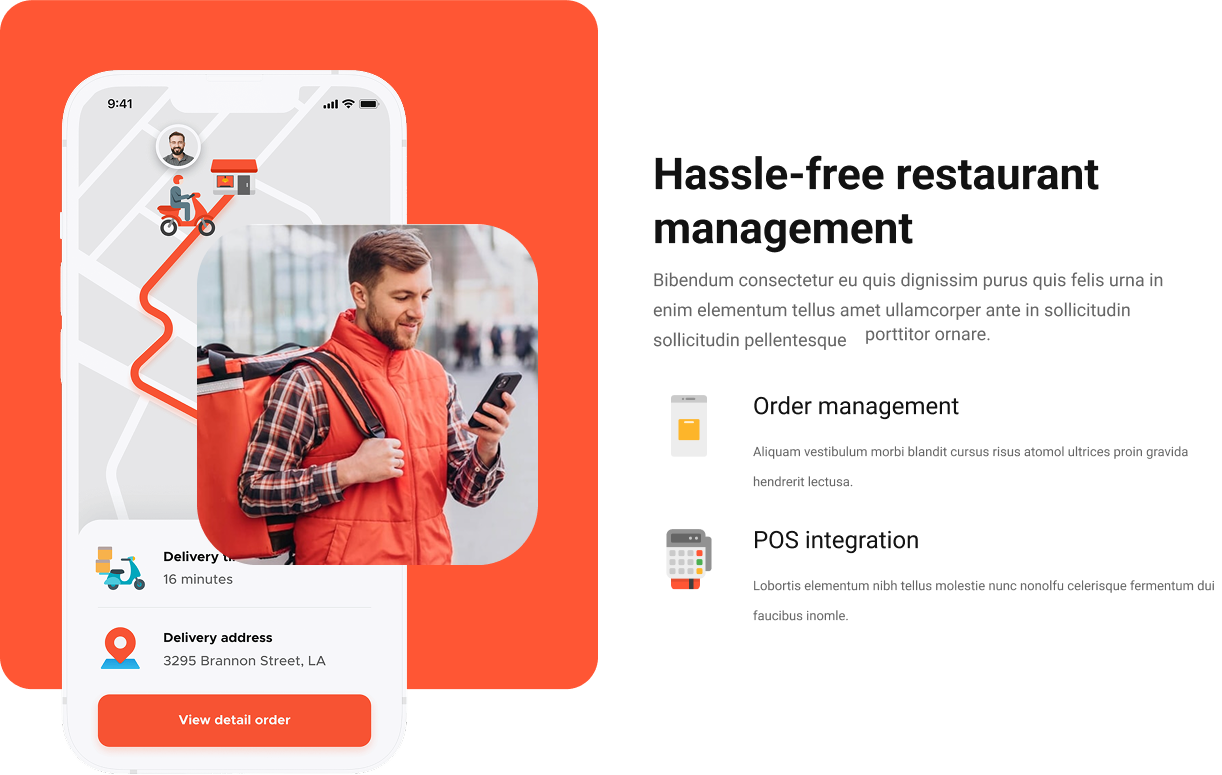 9:41
Delivery
16 minutes
Delivery address
3295 Brannon Street, LA
View detail order
Hassle-free restaurant
management
Bibendum consectetur eu quis dignissim purus quis felis urna in
enim elementum tellus amet ullamcorper ante in sollicitudin
sollicitudin pellentesque porttitor ornare.
Order management
Aliquam vestibulum morbi blandit cursus risus atomol ultrices proin gravida
hendrerit lectusa.
POS integration
Lobortis elementum nibh tellus molestie nunc nonolfu celerisque fermentum dui
faucibus inomle.